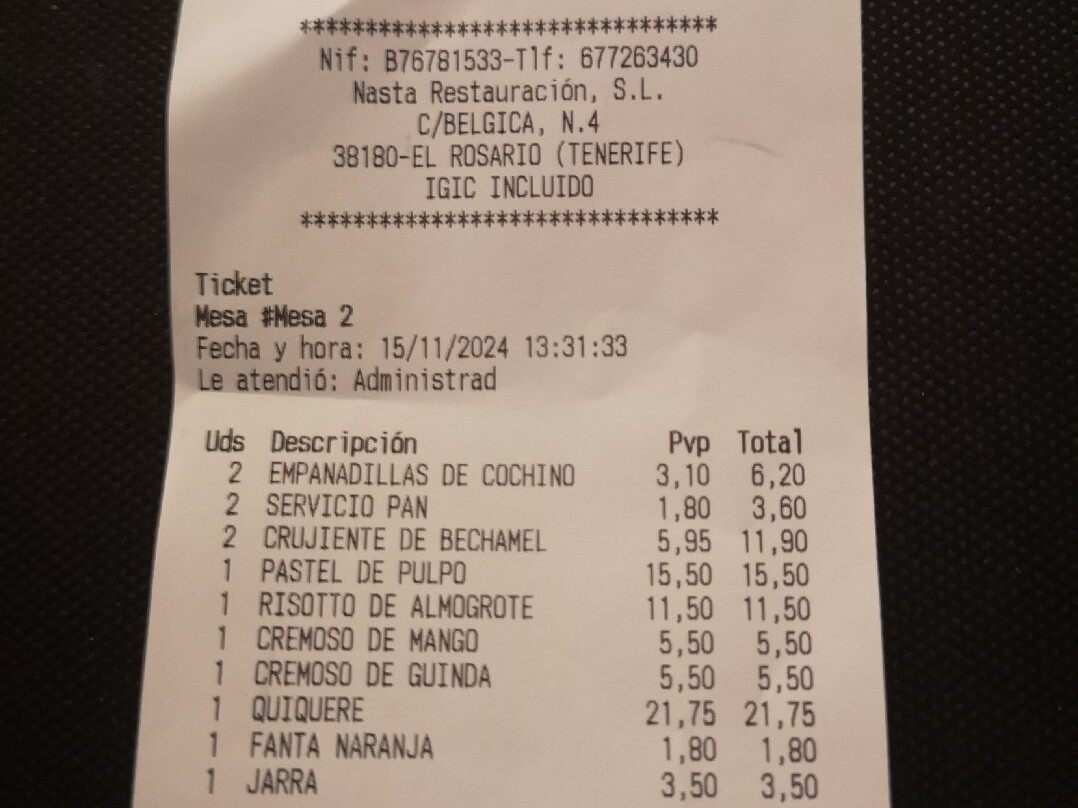 ********************************
Nif: B76781533-Tlf: 677263430
Nasta Restauración, S.L.
C/BELGICA, N.4
38180-EL ROSARIO (TENERIFE)
IGIC INCLUIDO
********************************
Ticket
Mesa #Mesa 2
Fecha y hora: 15/11/2024 13:31:33
Le atendió: Administrad
Uds Descripción Pvp Total
2 EMPANADILLAS DE COCHINO 3,10 6,20
2 SERVICIO PAN 1,80 3,60
2 CRUJIENTE DE BECHAMEL 5,95 11,90
1 PASTEL DE PULPO 15,50 15,50
1 RISOTTO DE ALMOGROTE 11,50 11,50
1 CREMOSO DE MANGO 5,50 5,50
1 CREMOSO DE GUINDA 5,50 5,50
1 QUIQUERE 21,75 21,75
1 FANTA NARANJA 1,80 1,80
1 JARRA 3,50 3,50